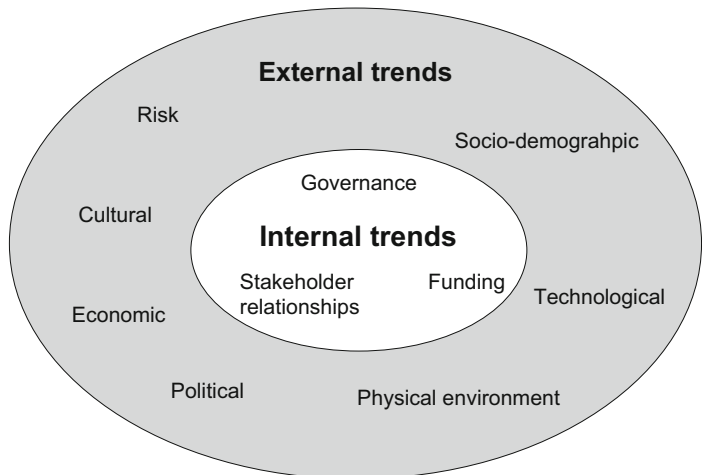 External trends
Risk
Socio-demograhpic
Governance
Cultural
Internal trends
Stakeholder
relationships
Funding
Technological
Economic
Political
Physical environment